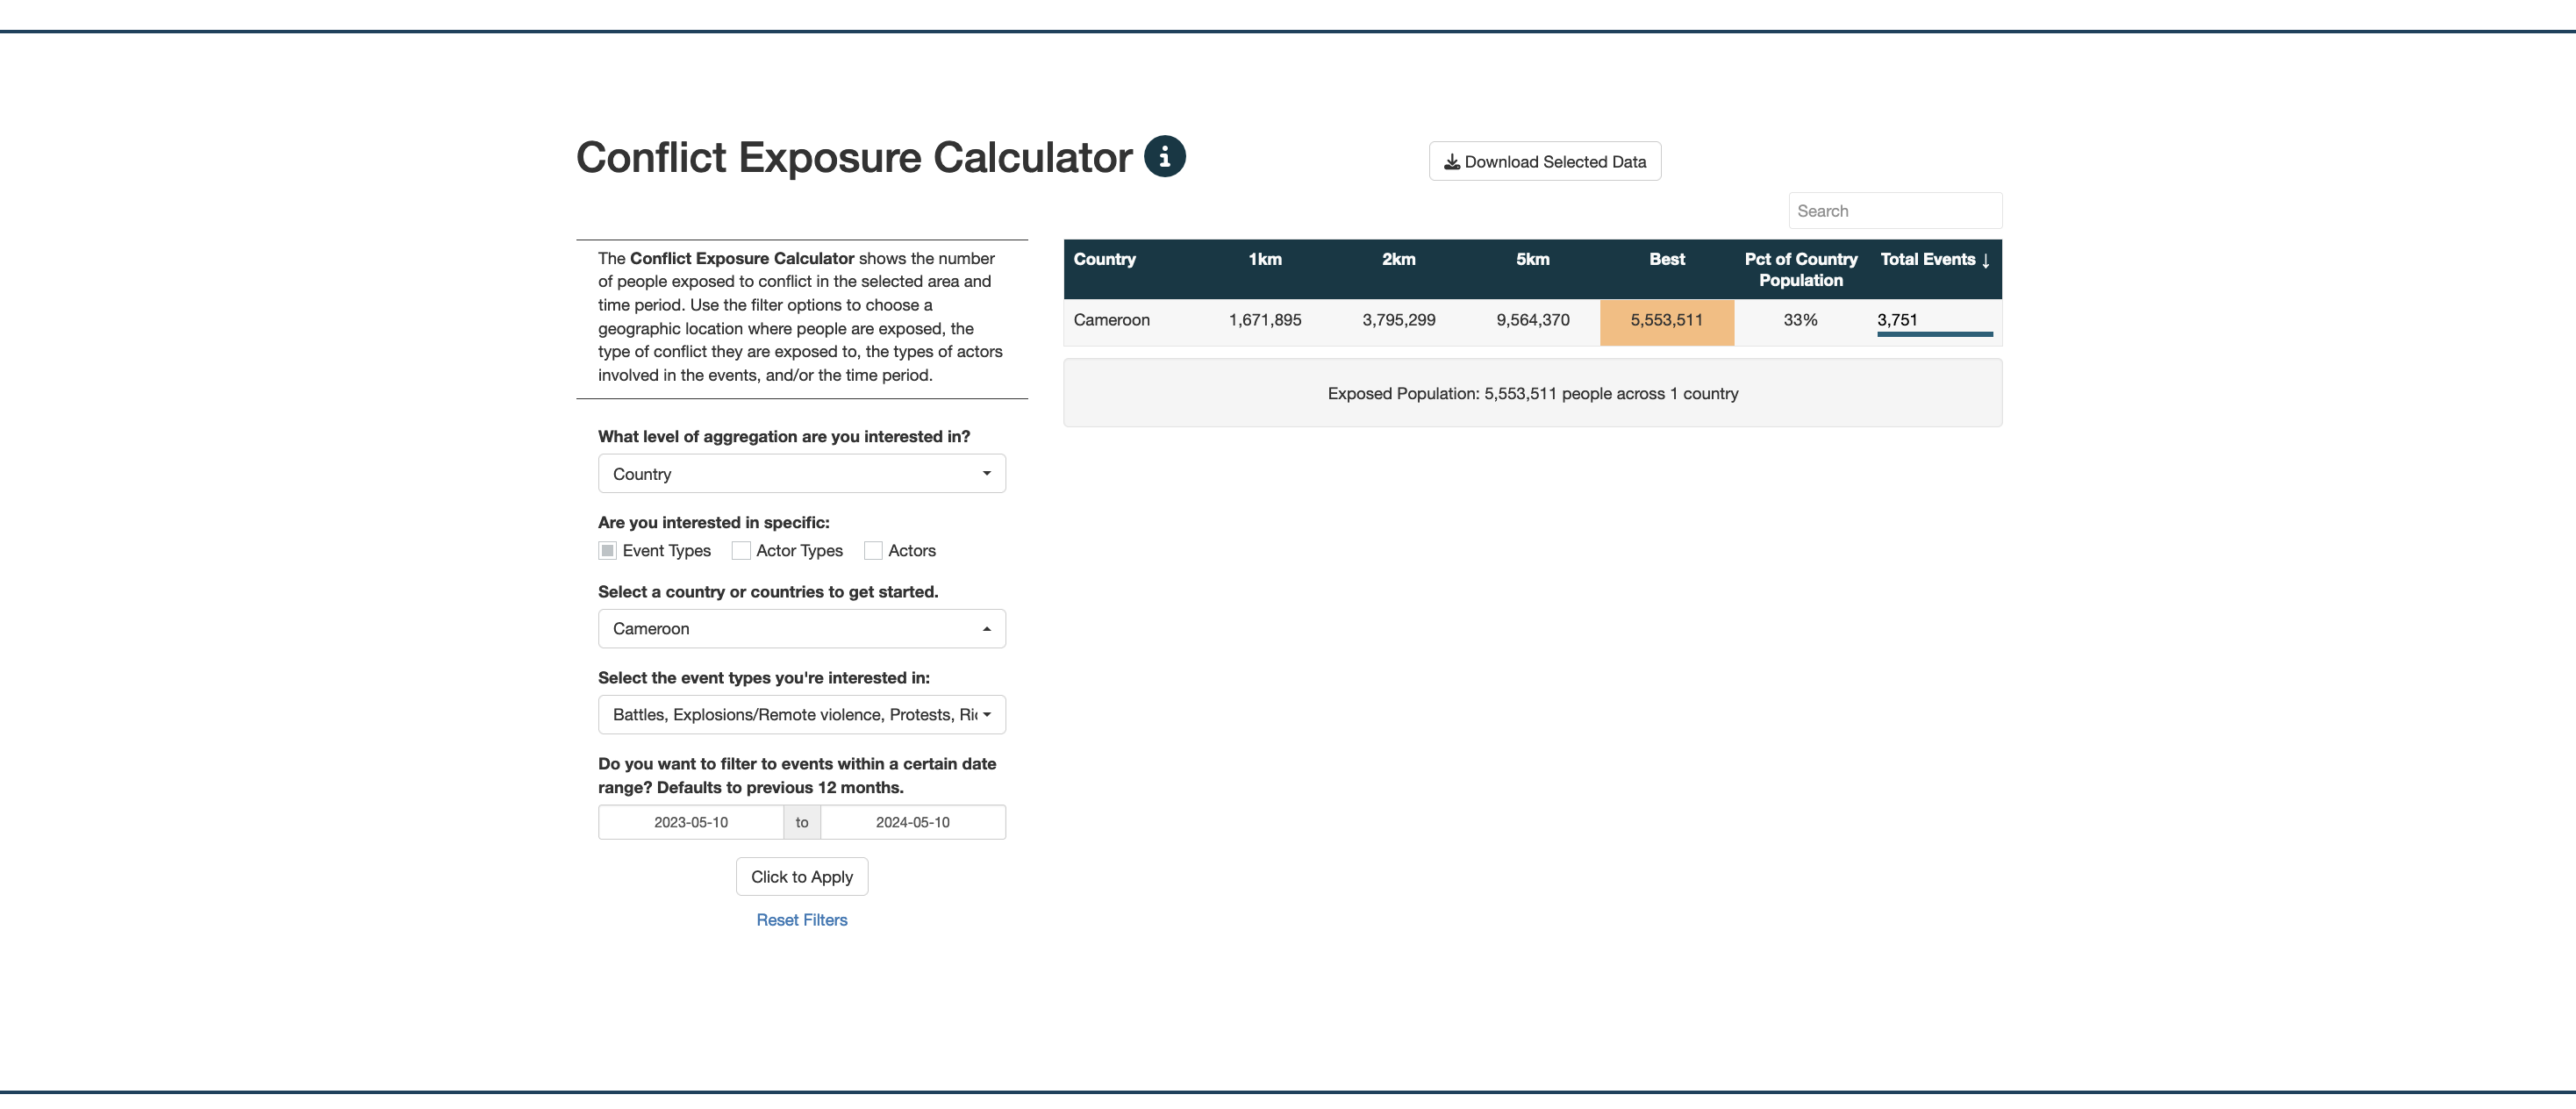 Conflict Exposure Calculator
Download Selected Data
Search
The Conflict Exposure Calculator shows the number
of people exposed to conflict in the selected area and
time period. Use the filter options to choose a
geographic location where people are exposed, the
type of conflict they are exposed to, the types of actors
involved in the events, and/or the time period.
What level of aggregation are you interested in?
Country
Are you interested in specific:
Event Types Actor Types Actors
Select a country or countries to get started.
Cameroon
Select the event types you're interested in:
Battles, Explosions/Remote violence, Protests,
Do you want to filter to events within a certain date
range? Defaults to previous 12 months.
2023-05-10 to 2024-05-10
Click to Apply
Reset Filters
Country 1km 2km 5km Best Pct of Country Total Events ↓
Population
Cameroon 1,671,895 3,795,299 9,564,370 5,553,511 33% 3,751
Exposed Population: 5,553,511 people across 1 country